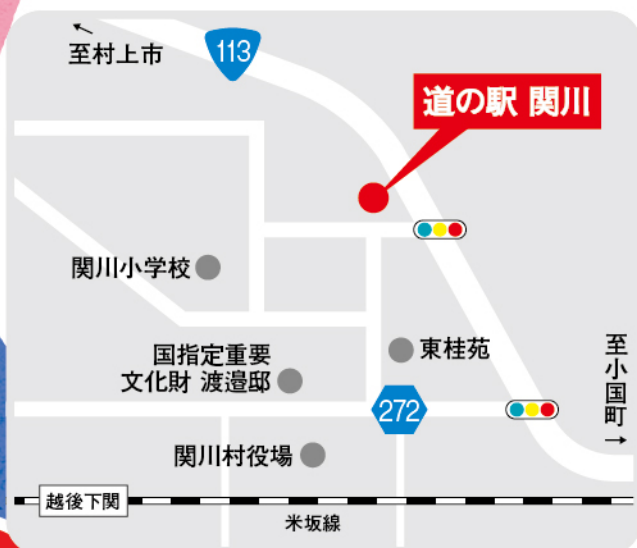 至村上市
113
道の駅 関川
関川小学校
国指定重要
文化財 渡邉邸
東桂苑
至小国町→
272
関川村役場
越後下関
米坂線